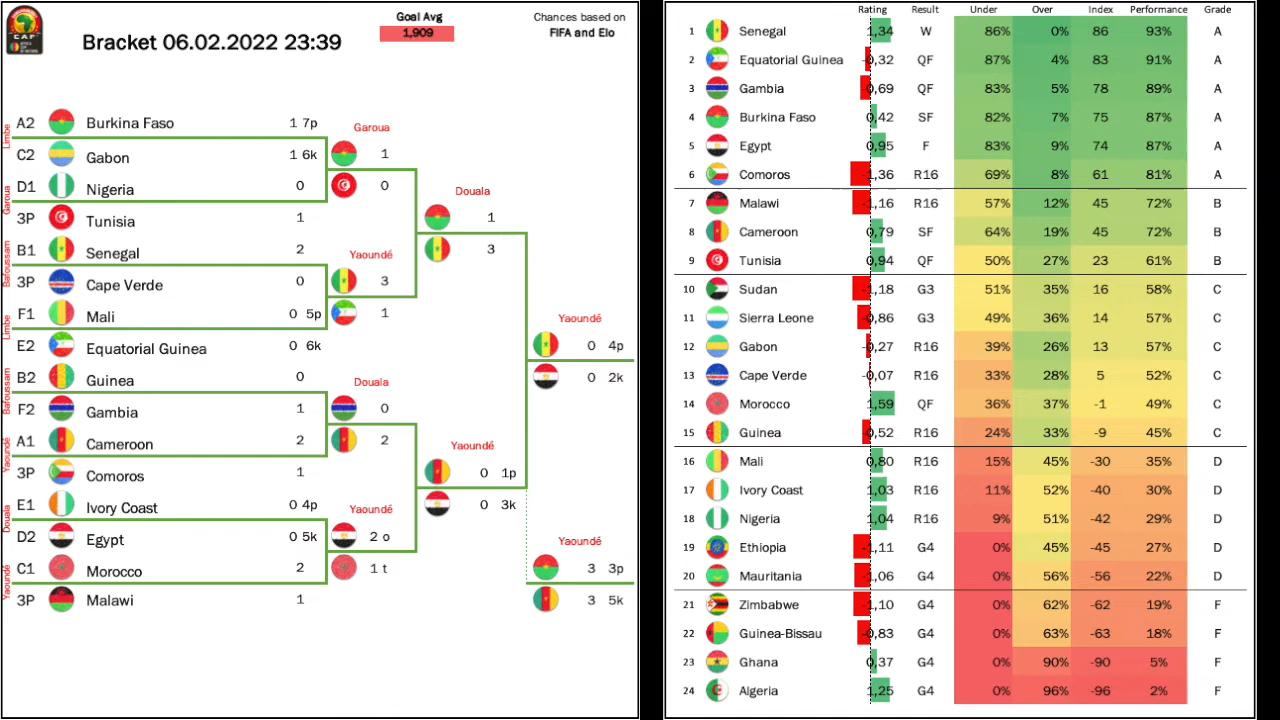 CAF
Goal Avg
1,909
Chances based on
FIFA and Elo
Bracket 06.02.2022 23:39
Limbe
Garoua
Bafoussam
Limbe
Bafoussam
Yaoundé
Douala
Yaoundé
A2 Burkina Faso 1 7p
C2 Gabon 1 6k
D1 Nigeria 0
3P Tunisia 1
B1 Senegal 2
3P Cape Verde 0
F1 Mali 0 5p
E2 Equatorial Guinea 0 6k
B2 Guinea 0
F2 Gambia 1
A1 Cameroon 2
3P Comoros 1
E1 Ivory Coast 0 4p
D2 Egypt 0 5k
C1 Morocco 2
3P Malawi 1
Garoua
1
0
Yaoundé
3
1
Douala
0
2
Yaoundé
2 o
1 t
Douala
1
3
Yaoundé
0 1p
0 3k
Yaoundé
0 4p
0 2k
Yaoundé
3 3p
3 5k
Rating Result Under Over Index Performance Grade
1 Senegal 1,34 W 86% 0% 86 93% A
2 Equatorial Guinea -0,32 QF 87% 4% 83 91% A
3 Gambia -0,69 QF 83% 5% 78 89% A
4 Burkina Faso 0,42 SF 82% 7% 75 87% A
5 Egypt 0,95 F 83% 9% 74 87% A
6 Comoros -1,36 R16 69% 8% 61 81% A
7 Malawi -1,16 R16 57% 12% 45 72% B
8 Cameroon 0,79 SF 64% 19% 45 72% B
9 Tunisia 0,94 QF 50% 27% 23 61% B
10 Sudan -1,18 G3 51% 35% 16 58% C
11 Sierra Leone -0,86 G3 49% 36% 14 57% C
12 Gabon -0,27 R16 39% 26% 13 57% C
13 Cape Verde -0,07 R16 33% 28% 5 52% C
14 Morocco 1,59 QF 36% 37% -1 49% C
15 Guinea -0,52 R16 24% 33% -9 45% C
16 Mali 0,80 R16 15% 45% -30 35% D
17 Ivory Coast 1,03 R16 11% 52% -40 30% D
18 Nigeria 1,04 R16 9% 51% -42 29% D
19 Ethiopia -1,11 G4 0% 45% -45 27% D
20 Mauritania -1,06 G4 0% 56% -56 22% D
21 Zimbabwe -1,10 G4 0% 62% -62 19% F
22 Guinea-Bissau -0,83 G4 0% 63% -63 18% F
23 Ghana 0,37 G4 0% 90% -90 5% F
24 Algeria 1,25 G4 0% 96% -96 2% F